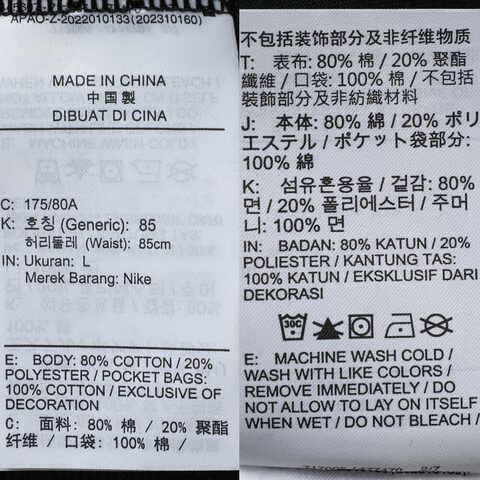 APAO-Z-2022010133(202310160)
MADE IN CHINA
中国製
DIBUAT DI CINA
C: 175/80A
K: 호칭 (Generic): 85
허리둘레 (Waist): 85cm
IN: Ukuran: L
Merek Barang: Nike
E: BODY: 80% COTTON / 20%
POLYESTER / POCKET BAGS:
100% COTTON / EXCLUSIVE OF
DECORATION
C: 面料: 80% 棉 / 20% 聚酯
纤维 / 口袋: 100% 棉 /
不包括装饰部分及非纤维物质
T: 表布: 80% 棉 / 20% 聚酯
纖維 / 口袋: 100% 棉 / 不包括
裝飾部分及非紡織材料
J: 本体: 80% 綿 / 20% ポリ
エステル / ポケット袋部分:
100% 綿
K: 섬유혼용율 / 겉감: 80%
면 / 20% 폴리에스터 / 주머
니: 100% 면
IN: BADAN: 80% KATUN / 20%
POLIESTER / KANTUNG TAS:
100% KATUN / EKSKLUSIF DARI
DEKORASI
30C
E: MACHINE WASH COLD /
WASH WITH LIKE COLORS /
REMOVE IMMEDIATELY / DO
NOT ALLOW TO LAY ON ITSELF
WHEN WET / DO NOT BLEACH /